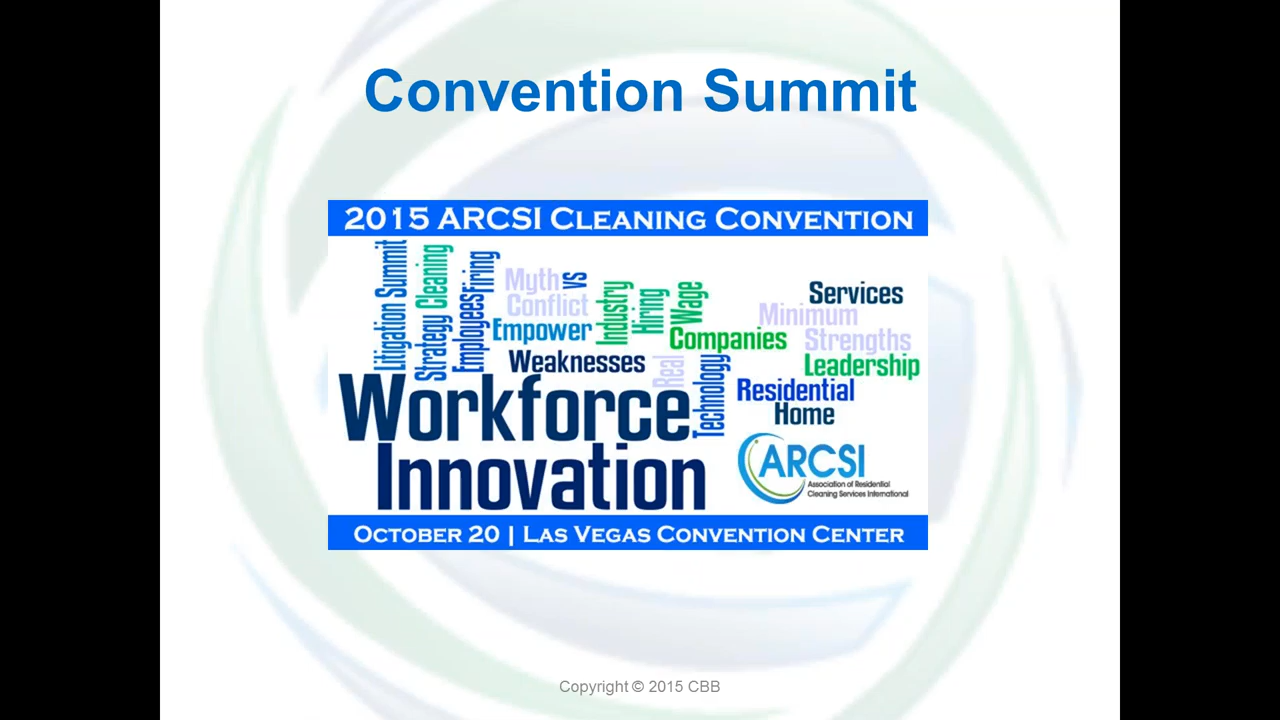 Convention Summit
2015 ARCSI CLEANING CONVENTION
Litigation Summit
Strategy Cleaning
Employees Firing
Myth vs
Conflict
Empower
Industry
Hiring
Wage
Companies
Weaknesses
Real
Technology
Services
Minimum
Strengths
Leadership
Residential
Home
Workforce
Innovation
ARCSI
Association of Residential
Cleaning Services International
OCTOBER 20 | LAS VEGAS CONVENTION CENTER
Copyright © 2015 CBB